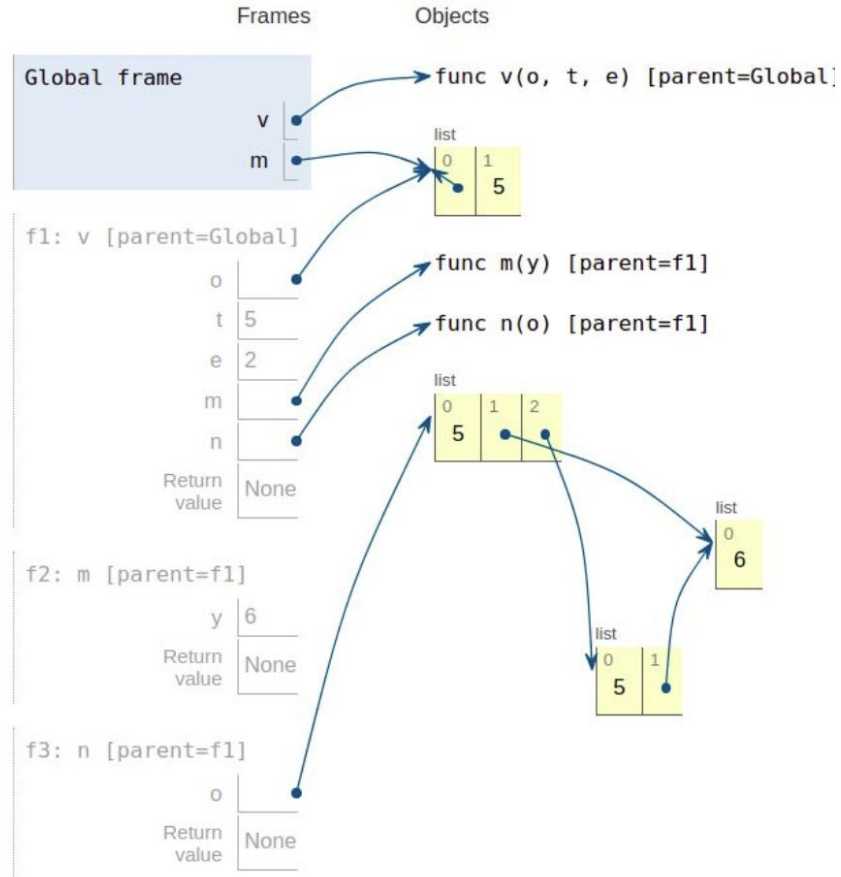 Frames Objects
Global frame
func v(o, t, e) [parent=Global]
v
m
list
0 1
5
f1: v [parent=Global]
o
t 5
e 2
m
n
Return value None
func m(y) [parent=f1]
func n(o) [parent=f1]
list
0 1 2
5
list
0
6
list
0 1
5
f2: m [parent=f1]
y 6
Return value None
f3: n [parent=f1]
o
Return value None